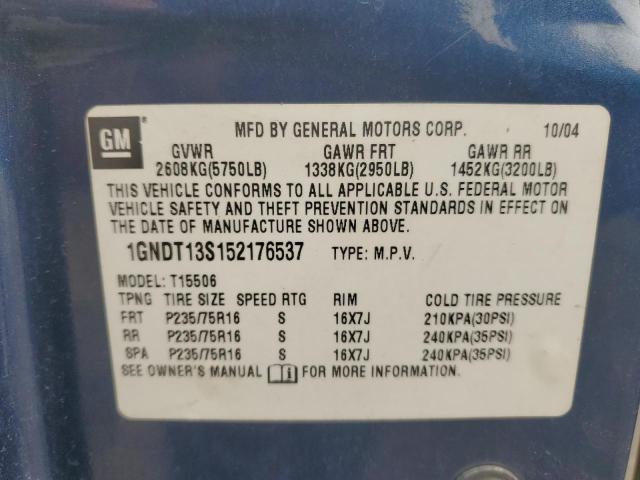 GM
MFD BY GENERAL MOTORS CORP. 10/04
GVWR GAWR FRT GAWR RR
2608KG(5750LB) 1338KG(2950LB) 1452KG(3200LB)
THIS VEHICLE CONFORMS TO ALL APPLICABLE U.S. FEDERAL MOTOR
VEHICLE SAFETY AND THEFT PREVENTION STANDARDS IN EFFECT ON
THE DATE OF MANUFACTURE SHOWN ABOVE.
1GNDT13S152176537 TYPE: M.P.V.
MODEL: T15506
TPNG TIRE SIZE SPEED RTG RIM COLD TIRE PRESSURE
FRT P235/75R16 S 16X7J 210KPA(30PSI)
RR P235/75R16 S 16X7J 240KPA(35PSI)
SPA P235/75R16 S 16X7J 240KPA(35PSI)
SEE OWNER'S MANUAL FOR MORE INFORMATION.